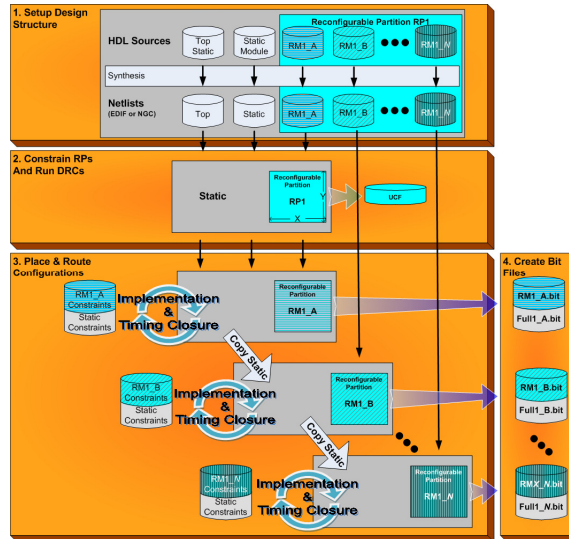 1. Setup Design
Structure
Reconfigurable Partition RP1
HDL Sources
Top
Static
Static
Module
RM1_A
RM1_B
RM1_N
Synthesis
Netlists
(EDIF or NGC)
Top
Static
RM1_A
RM1_B
RM1_N
2. Constrain RPs
And Run DRCs
Static
Reconfigurable
Partition
RP1
Y
X
UCF
3. Place & Route
Configurations
4. Create Bit
Files
RM1_A
Constraints
Static
Constraints
Implementation
&
Timing Closure
Reconfigurable
Partition
RM1_A
RM1_A.bit
Full1_A.bit
Copy Static
RM1_B
Constraints
Static
Constraints
Implementation
&
Timing Closure
Reconfigurable
Partition
RM1_B
RM1_B.bit
Full1_B.bit
Copy Static
RM1_N
Constraints
Static
Constraints
Implementation
&
Timing Closure
Reconfigurable
Partition
RM1_N
RMX_N.bit
Full1_N.bit